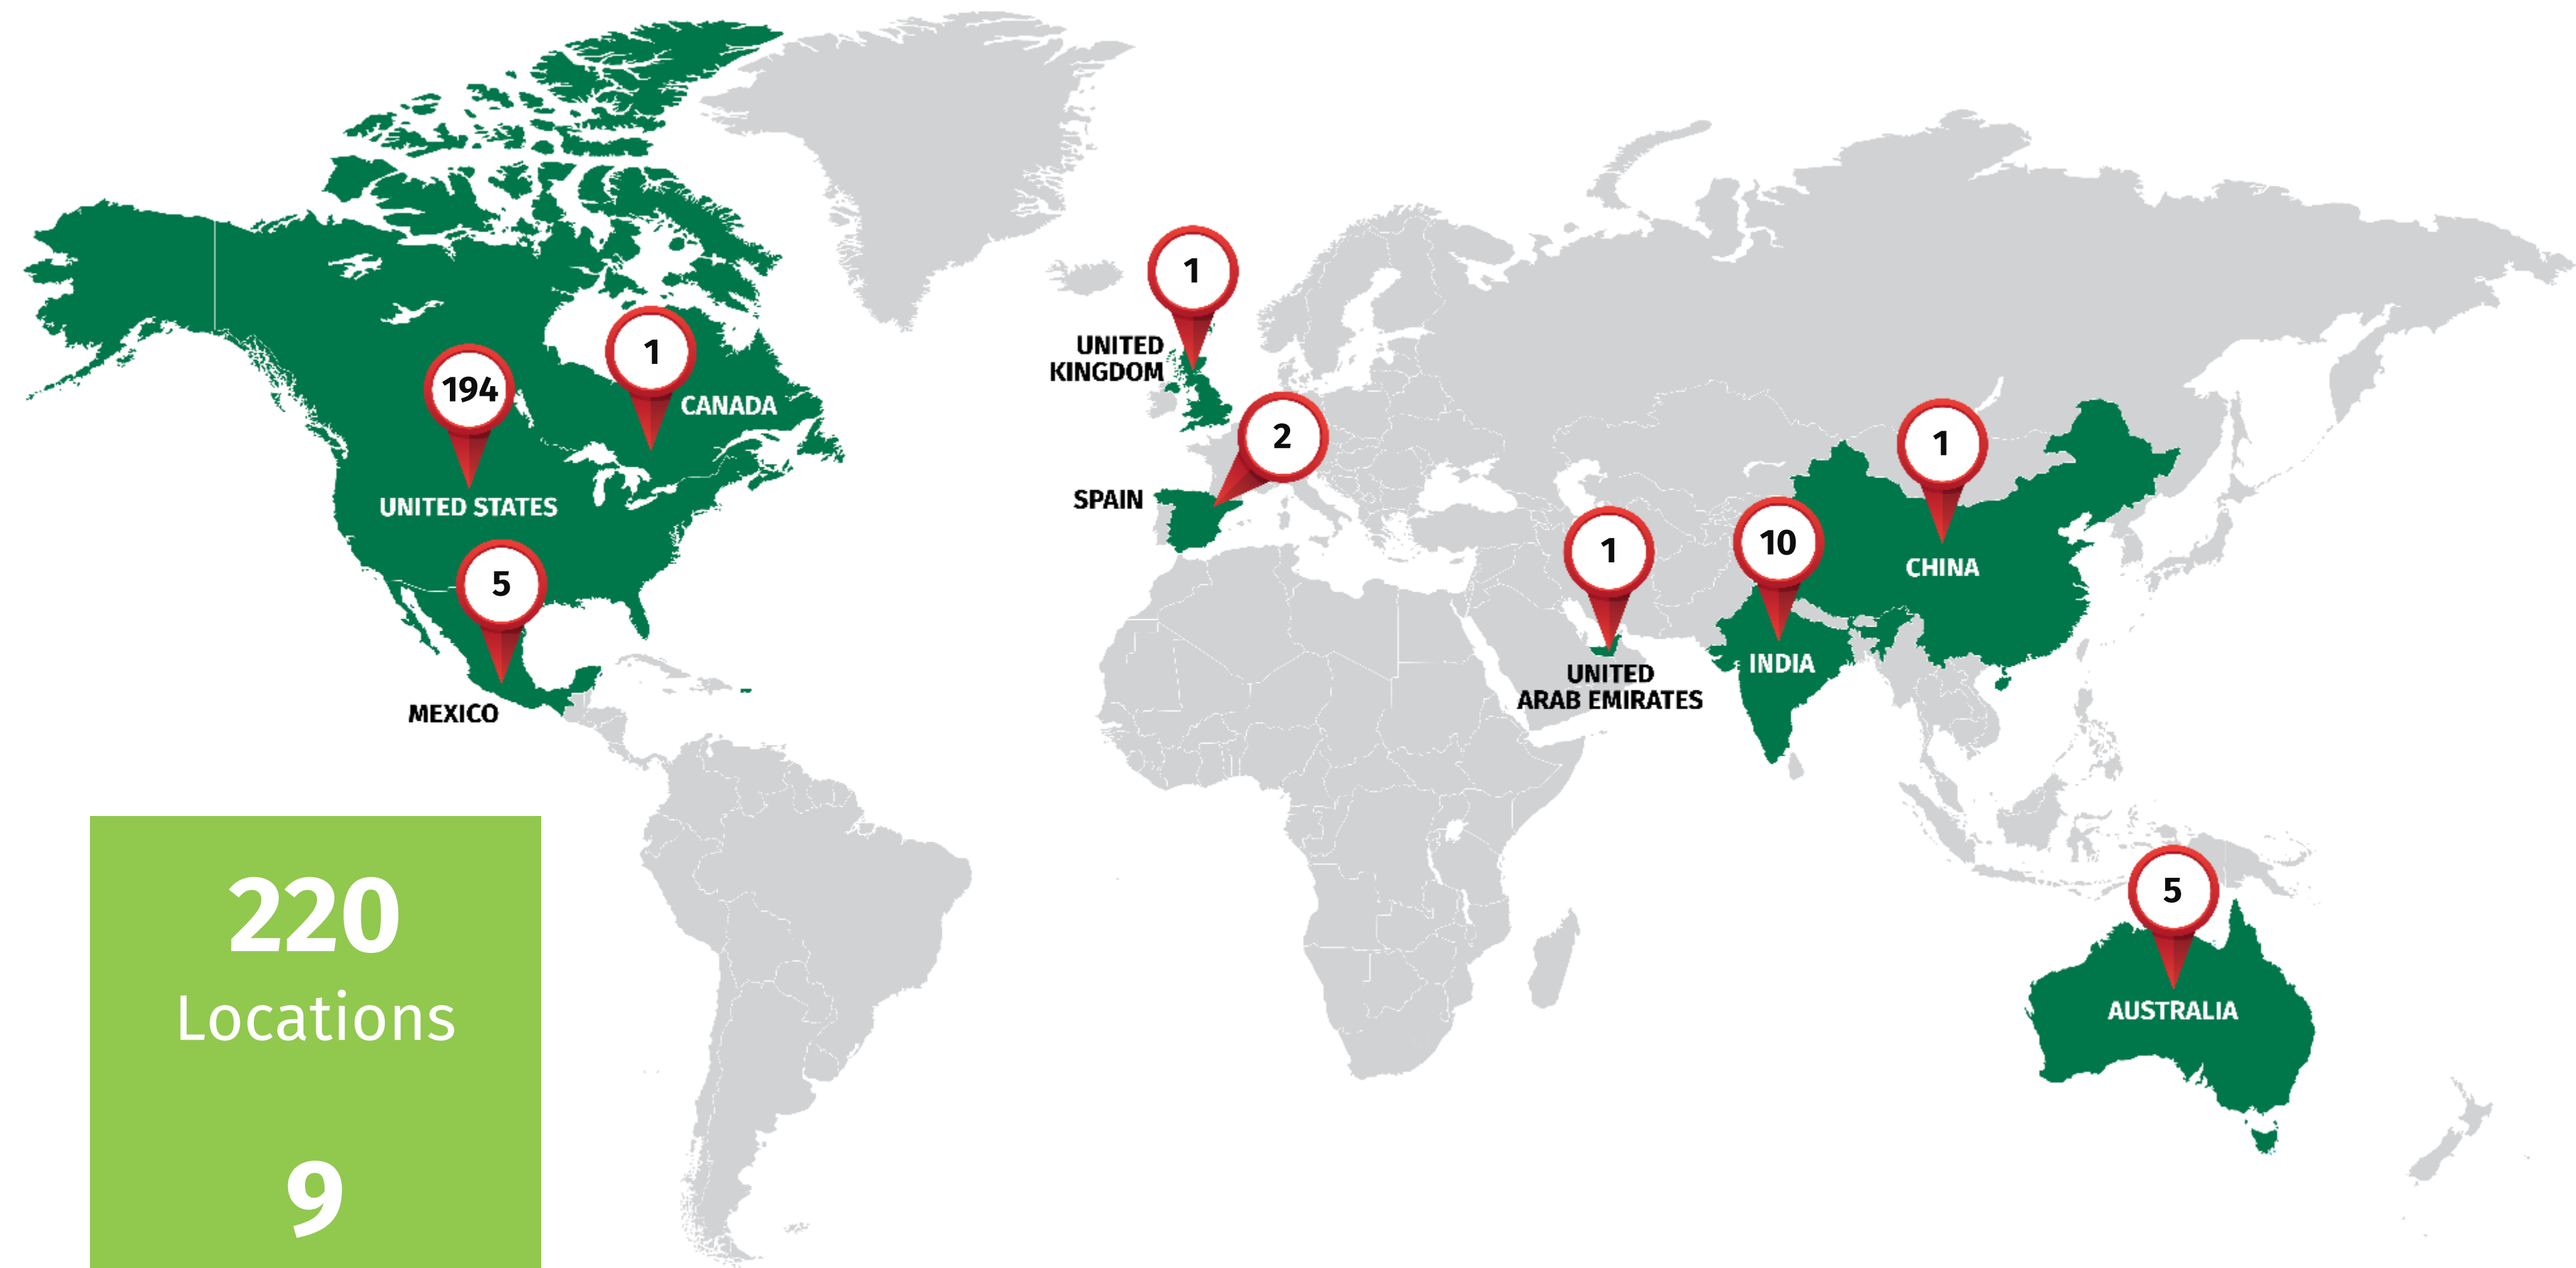 1
UNITED
KINGDOM
1
CANADA
194
UNITED STATES
2
SPAIN
1
CHINA
10
INDIA
1
UNITED
ARAB EMIRATES
5
MEXICO
5
AUSTRALIA
220
Locations
9